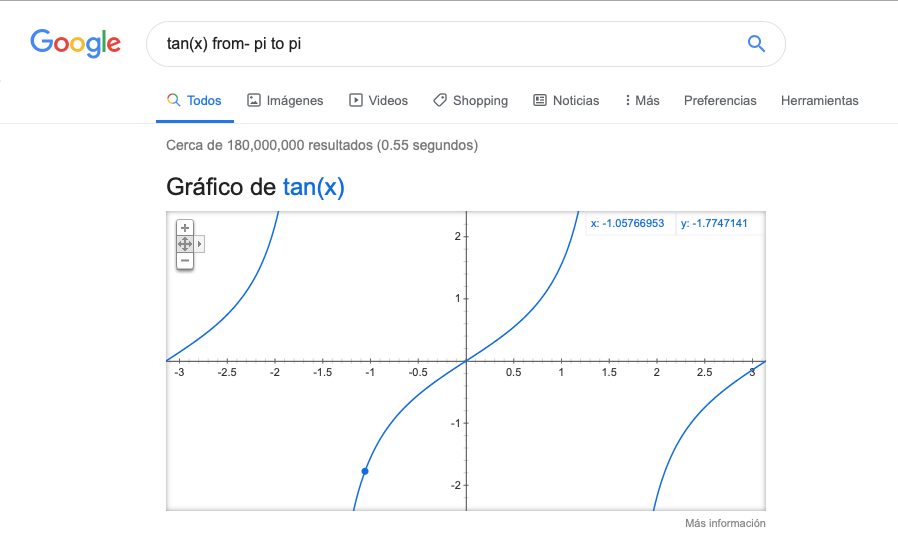 Google
tan(x) from- pi to pi
Todos Imágenes Videos Shopping Noticias Más Preferencias Herramientas
Cerca de 180,000,000 resultados (0.55 segundos)
Gráfico de tan(x)
x: -1.05766953 y: -1.7747141
2
1
-3 -2.5 -2 -1.5 -1 -0.5 0.5 1 1.5 2 2.5 3
-1
-2
Más información